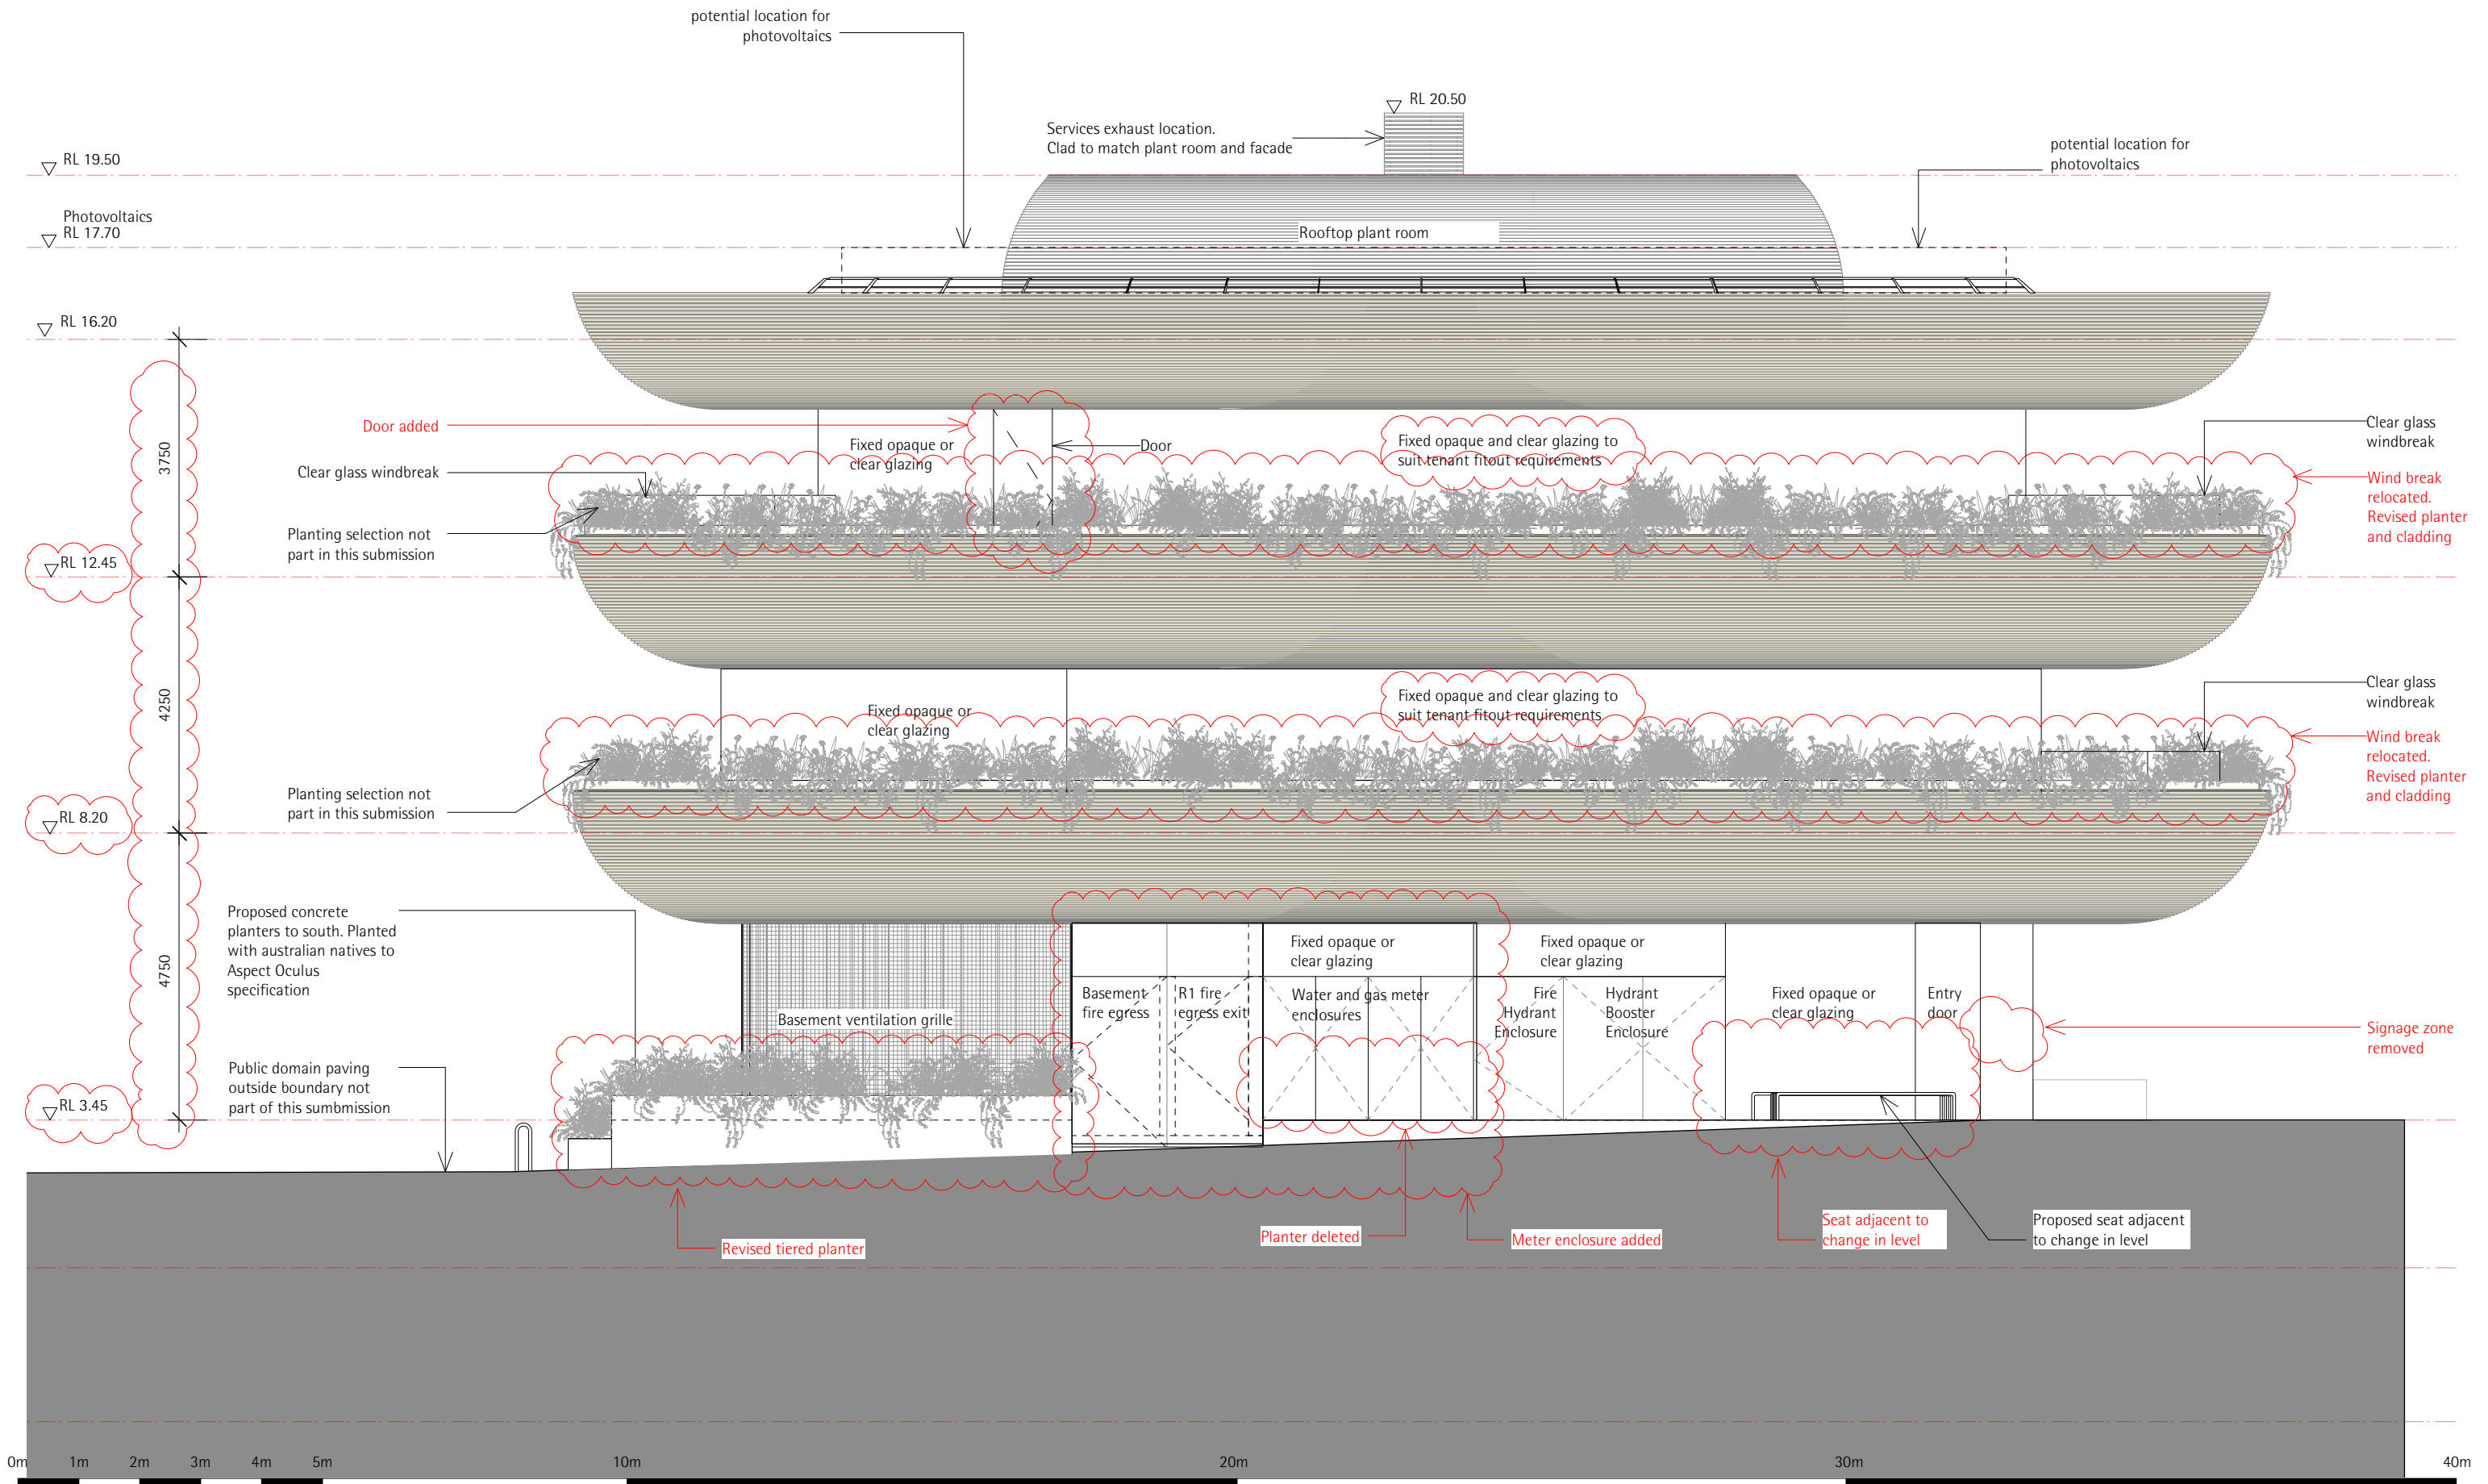 potential location for
photovoltaics
RL 20.50
Services exhaust location.
Clad to match plant room and facade
potential location for
photovoltaics
RL 19.50
Photovoltaics
RL 17.70
Rooftop plant room
RL 16.20
Door added
Fixed opaque or
clear glazing
Door
Fixed opaque and clear glazing to
suit tenant fitout requirements
Clear glass
windbreak
3750
Clear glass windbreak
Wind break
relocated.
Revised planter
and cladding
Planting selection not
part in this submission
RL 12.45
4250
Fixed opaque or
clear glazing
Fixed opaque and clear glazing to
suit tenant fitout requirements
Clear glass
windbreak
Wind break
relocated.
Revised planter
and cladding
Planting selection not
part in this submission
RL 8.20
4750
Proposed concrete
planters to south. Planted
with australian natives to
Aspect Oculus
specification
Fixed opaque or
clear glazing
Fixed opaque or
clear glazing
Basement
fire egress
R1 fire
egress exit
Water and gas meter
enclosures
Fire
Hydrant
Enclosure
Hydrant
Booster
Enclosure
Fixed opaque or
clear glazing
Entry
door
Basement ventilation grille
Signage zone
removed
Public domain paving
outside boundary not
part of this sumbmission
RL 3.45
Revised tiered planter
Planter deleted
Meter enclosure added
Seat adjacent to
change in level
Proposed seat adjacent
to change in level
0m 1m 2m 3m 4m 5m 10m 20m 30m 40m